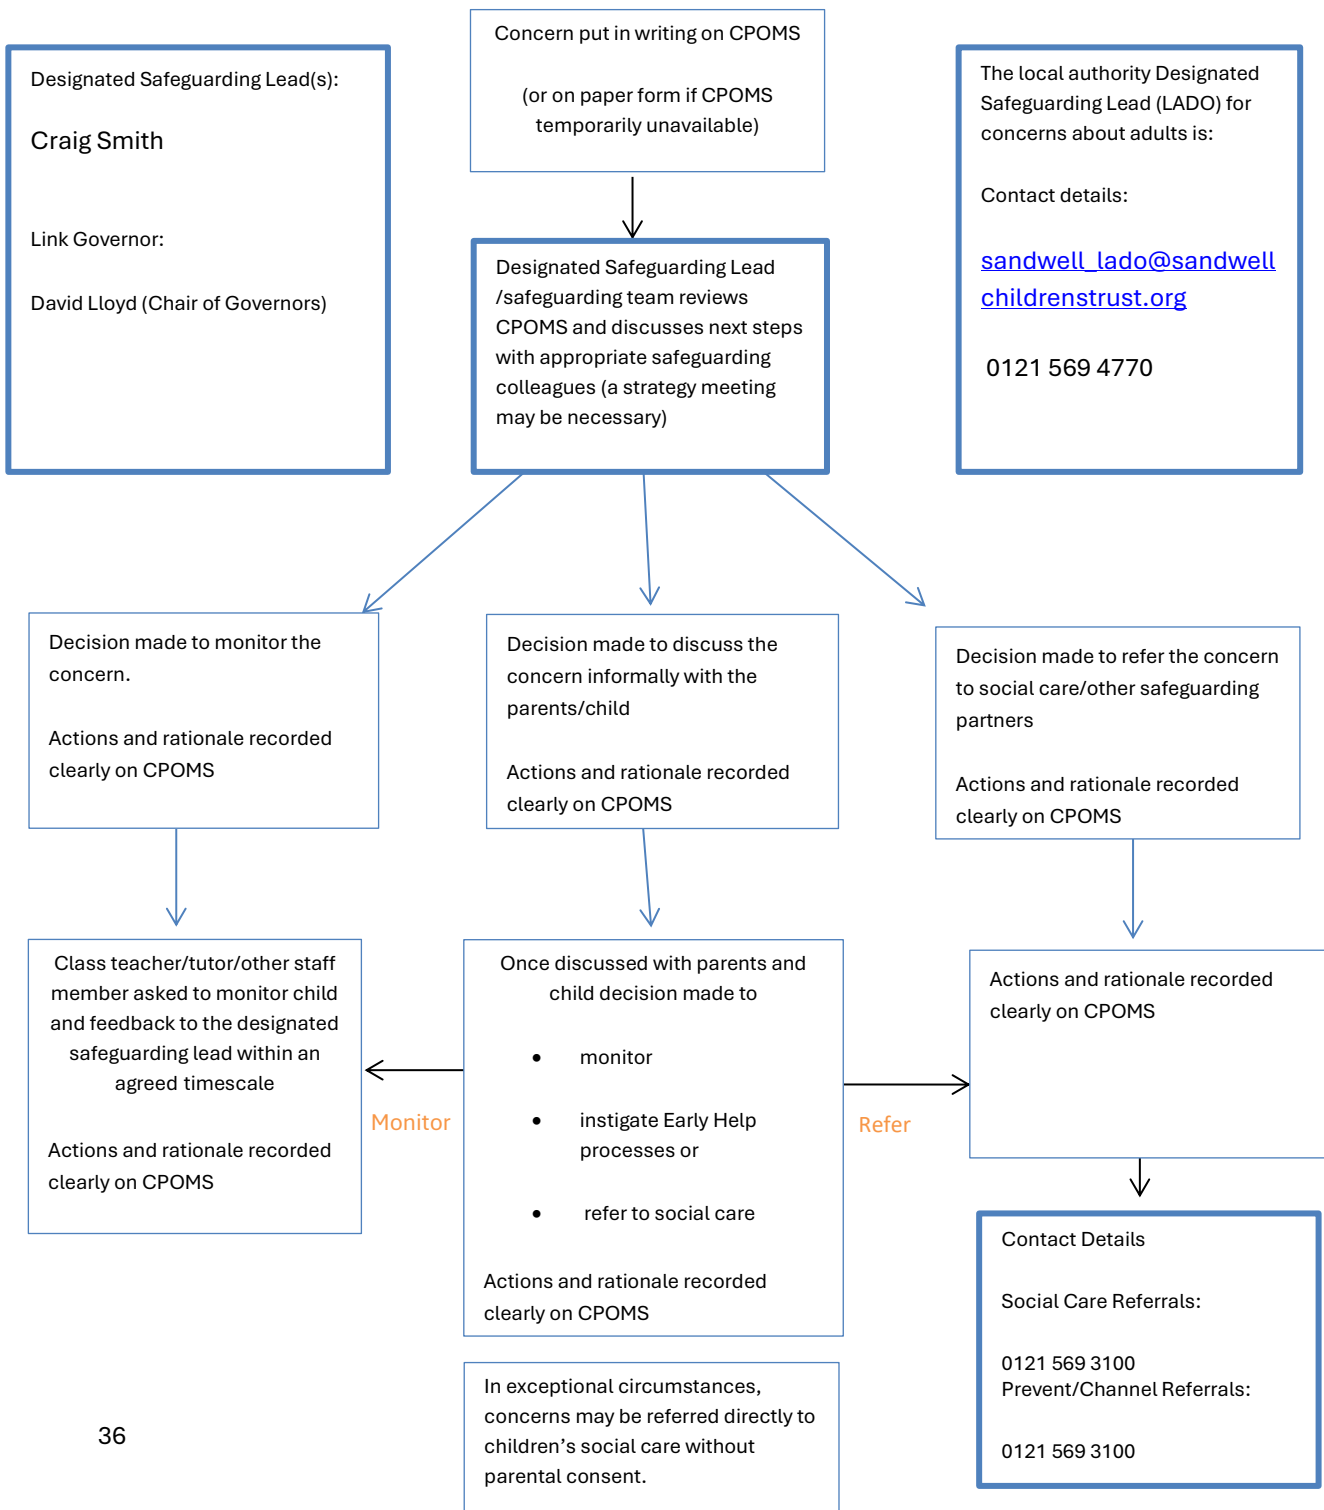 Concern put in writing on CPOMS
(or on paper form if CPOMS
temporarily unavailable)
Designated Safeguarding Lead(s):
Craig Smith
Link Governor:
David Lloyd (Chair of Governors)
The local authority Designated
Safeguarding Lead (LADO) for
concerns about adults is:
Contact details:
sandwell_lado@sandwell
childrenstrust.org
0121 569 4770
Designated Safeguarding Lead
/safeguarding team reviews
CPOMS and discusses next steps
with appropriate safeguarding
colleagues (a strategy meeting
may be necessary)
Decision made to monitor the
concern.
Actions and rationale recorded
clearly on CPOMS
Decision made to discuss the
concern informally with the
parents/child
Actions and rationale recorded
clearly on CPOMS
Decision made to refer the concern
to social care/other safeguarding
partners
Actions and rationale recorded
clearly on CPOMS
Class teacher/tutor/other staff
member asked to monitor child
and feedback to the designated
safeguarding lead within an
agreed timescale
Actions and rationale recorded
clearly on CPOMS
Monitor
Once discussed with parents and
child decision made to
• monitor
• instigate Early Help
processes or
• refer to social care
Actions and rationale recorded
clearly on CPOMS
Refer
Actions and rationale recorded
clearly on CPOMS
Contact Details
Social Care Referrals:
0121 569 3100
Prevent/Channel Referrals:
0121 569 3100
In exceptional circumstances,
concerns may be referred directly to
children’s social care without
parental consent.
36